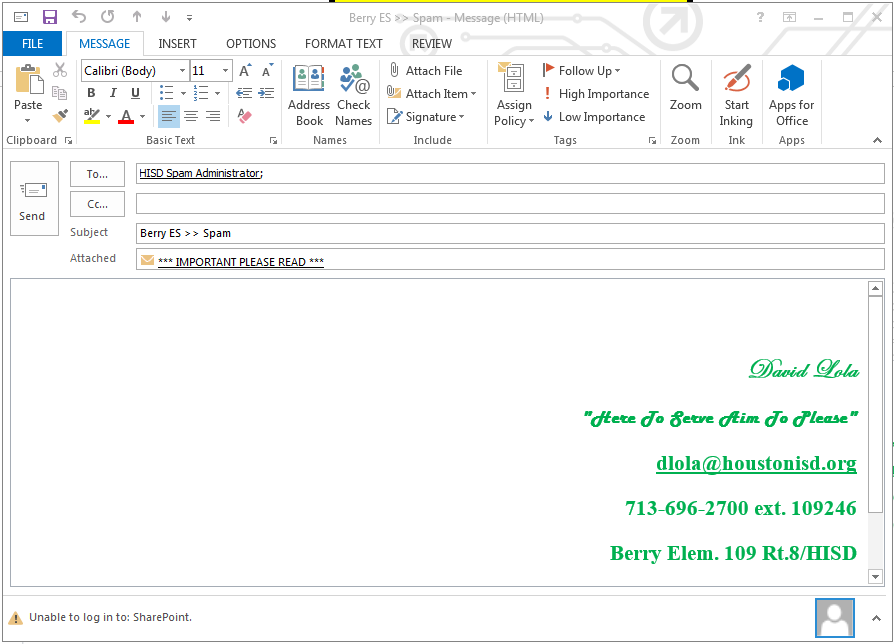 Berry ES >> Spam - Message (HTML)
?
FILE MESSAGE INSERT OPTIONS FORMAT TEXT REVIEW
Paste
Clipboard
Calibri (Body) 11 A A
B I U
ab A
Basic Text
Address Book
Check Names
Names
Attach File
Attach Item
Signature
Include
Assign Policy
Follow Up
! High Importance
Low Importance
Tags
Zoom
Zoom
Start Inking
Ink
Apps for Office
Apps
Send
To...
HISD Spam Administrator;
Cc...
Subject
Berry ES >> Spam
Attached
*** IMPORTANT PLEASE READ ***
David Lola
"Here To Serve Aim To Please"
dlola@houstonisd.org
713-696-2700 ext. 109246
Berry Elem. 109 Rt.8/HISD
Unable to log in to: SharePoint.